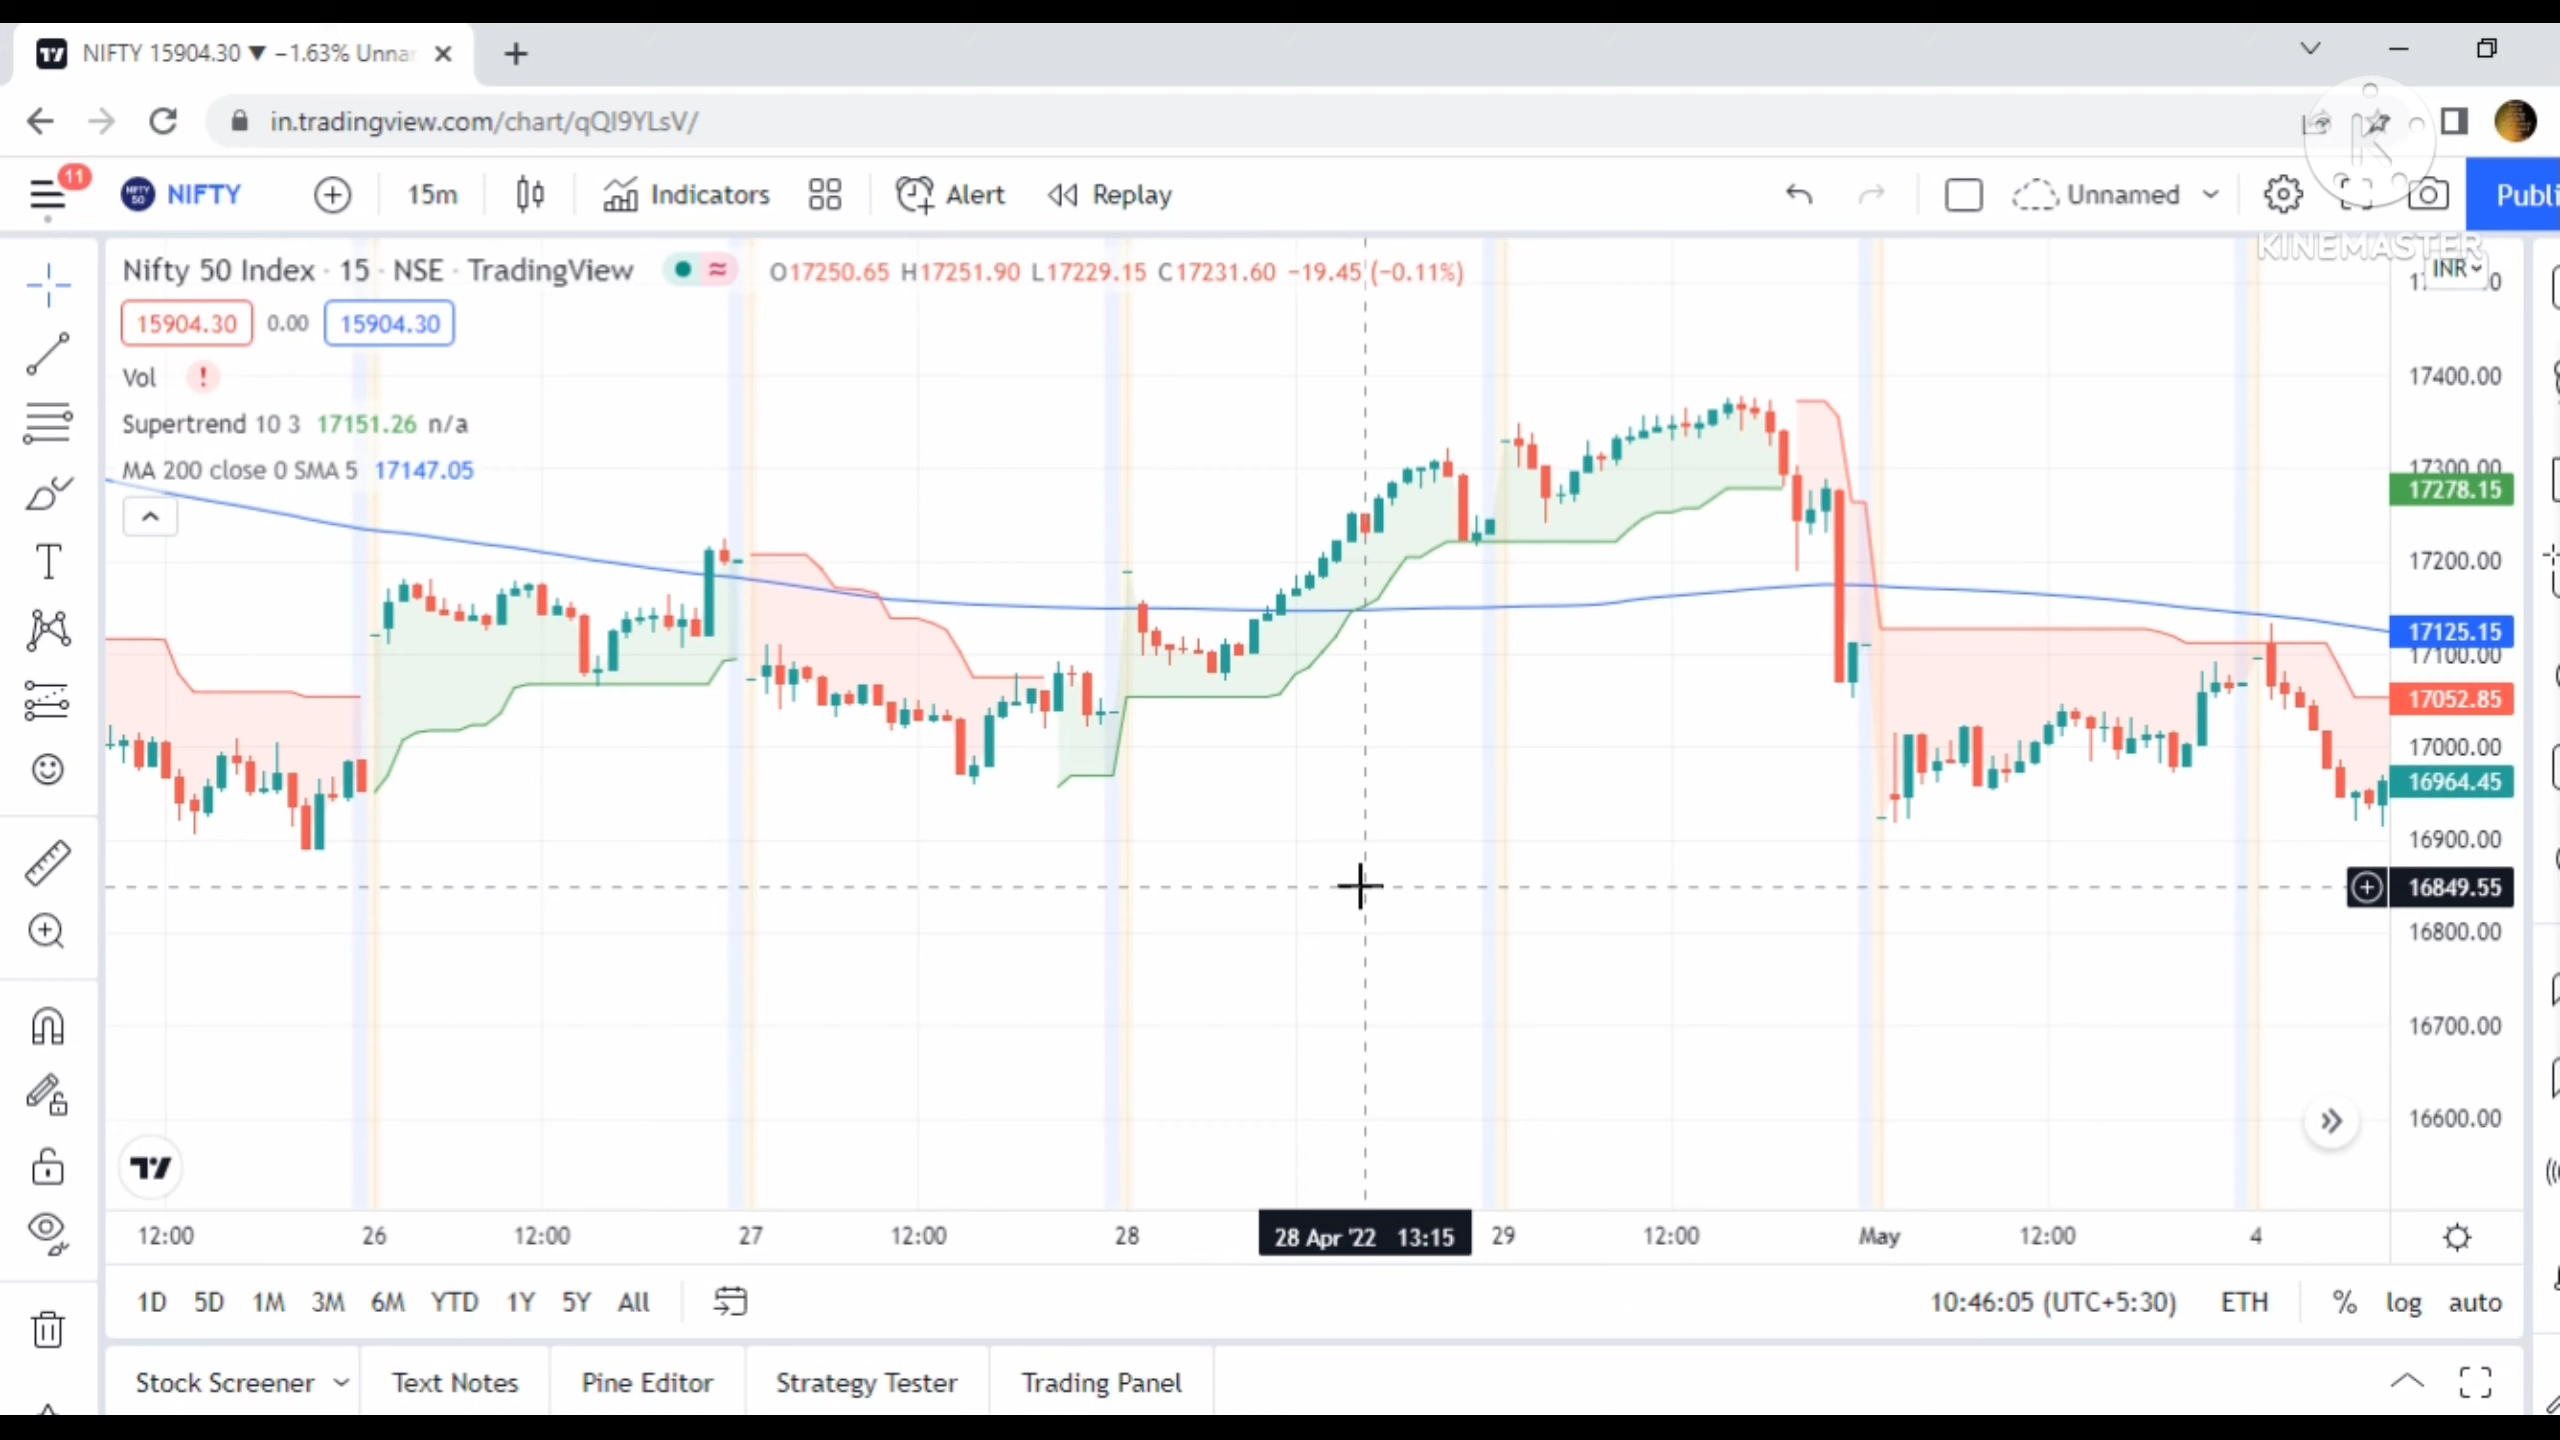 NIFTY 15904.30 ▼ −1.63% Unnar
in.tradingview.com/chart/qQI9YLsV/
11
NIFTY 15m Indicators Alert Replay Unnamed Publi
KINEMASTER
Nifty 50 Index · 15 · NSE · TradingView O17250.65 H17251.90 L17229.15 C17231.60 −19.45 (−0.11%)
INR
15904.30 0.00 15904.30
Vol !
Supertrend 10 3 17151.26 n/a
MA 200 close 0 SMA 5 17147.05
17400.00
17300.00
17278.15
17200.00
17125.15
17100.00
17052.85
17000.00
16964.45
16900.00
16849.55
16800.00
16700.00
16600.00
12:00 26 12:00 27 12:00 28 28 Apr '22 13:15 29 12:00 May 12:00 4
1D 5D 1M 3M 6M YTD 1Y 5Y All 10:46:05 (UTC+5:30) ETH % log auto
Stock Screener Text Notes Pine Editor Strategy Tester Trading Panel